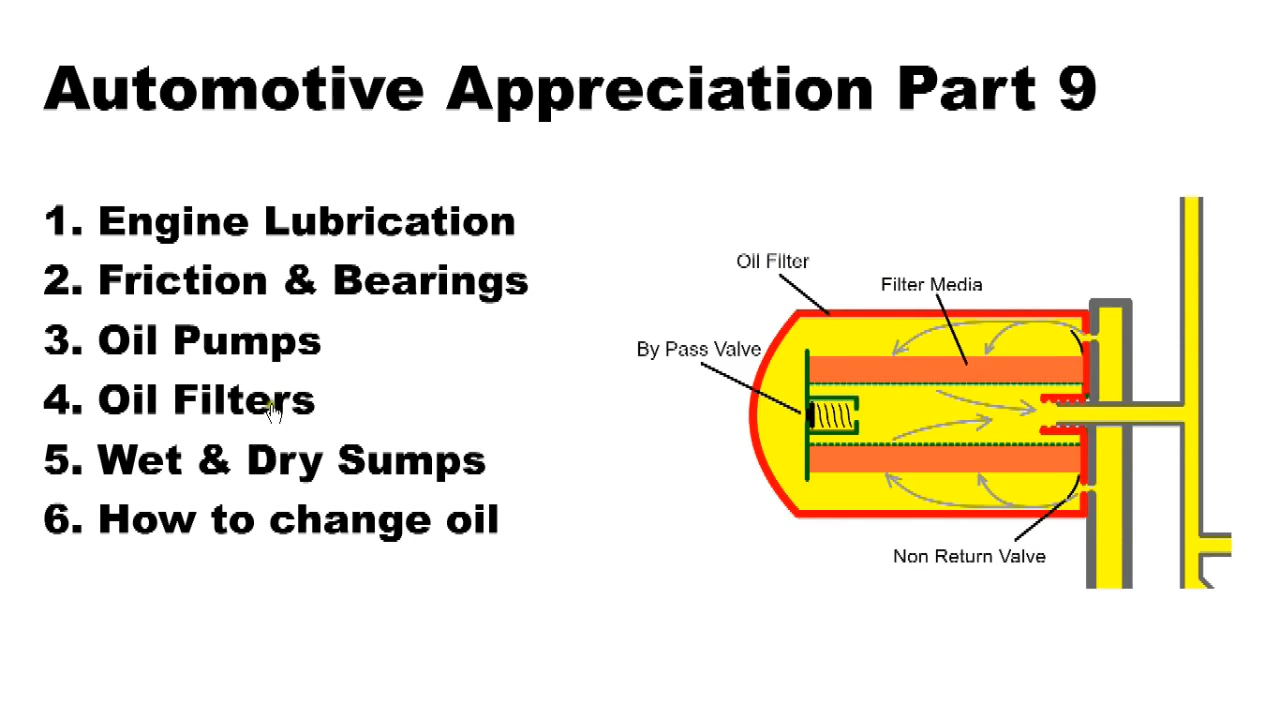 Automotive Appreciation Part 9
1. Engine Lubrication
2. Friction & Bearings
3. Oil Pumps
4. Oil Filters
5. Wet & Dry Sumps
6. How to change oil
Oil Filter
Filter Media
By Pass Valve
Non Return Valve